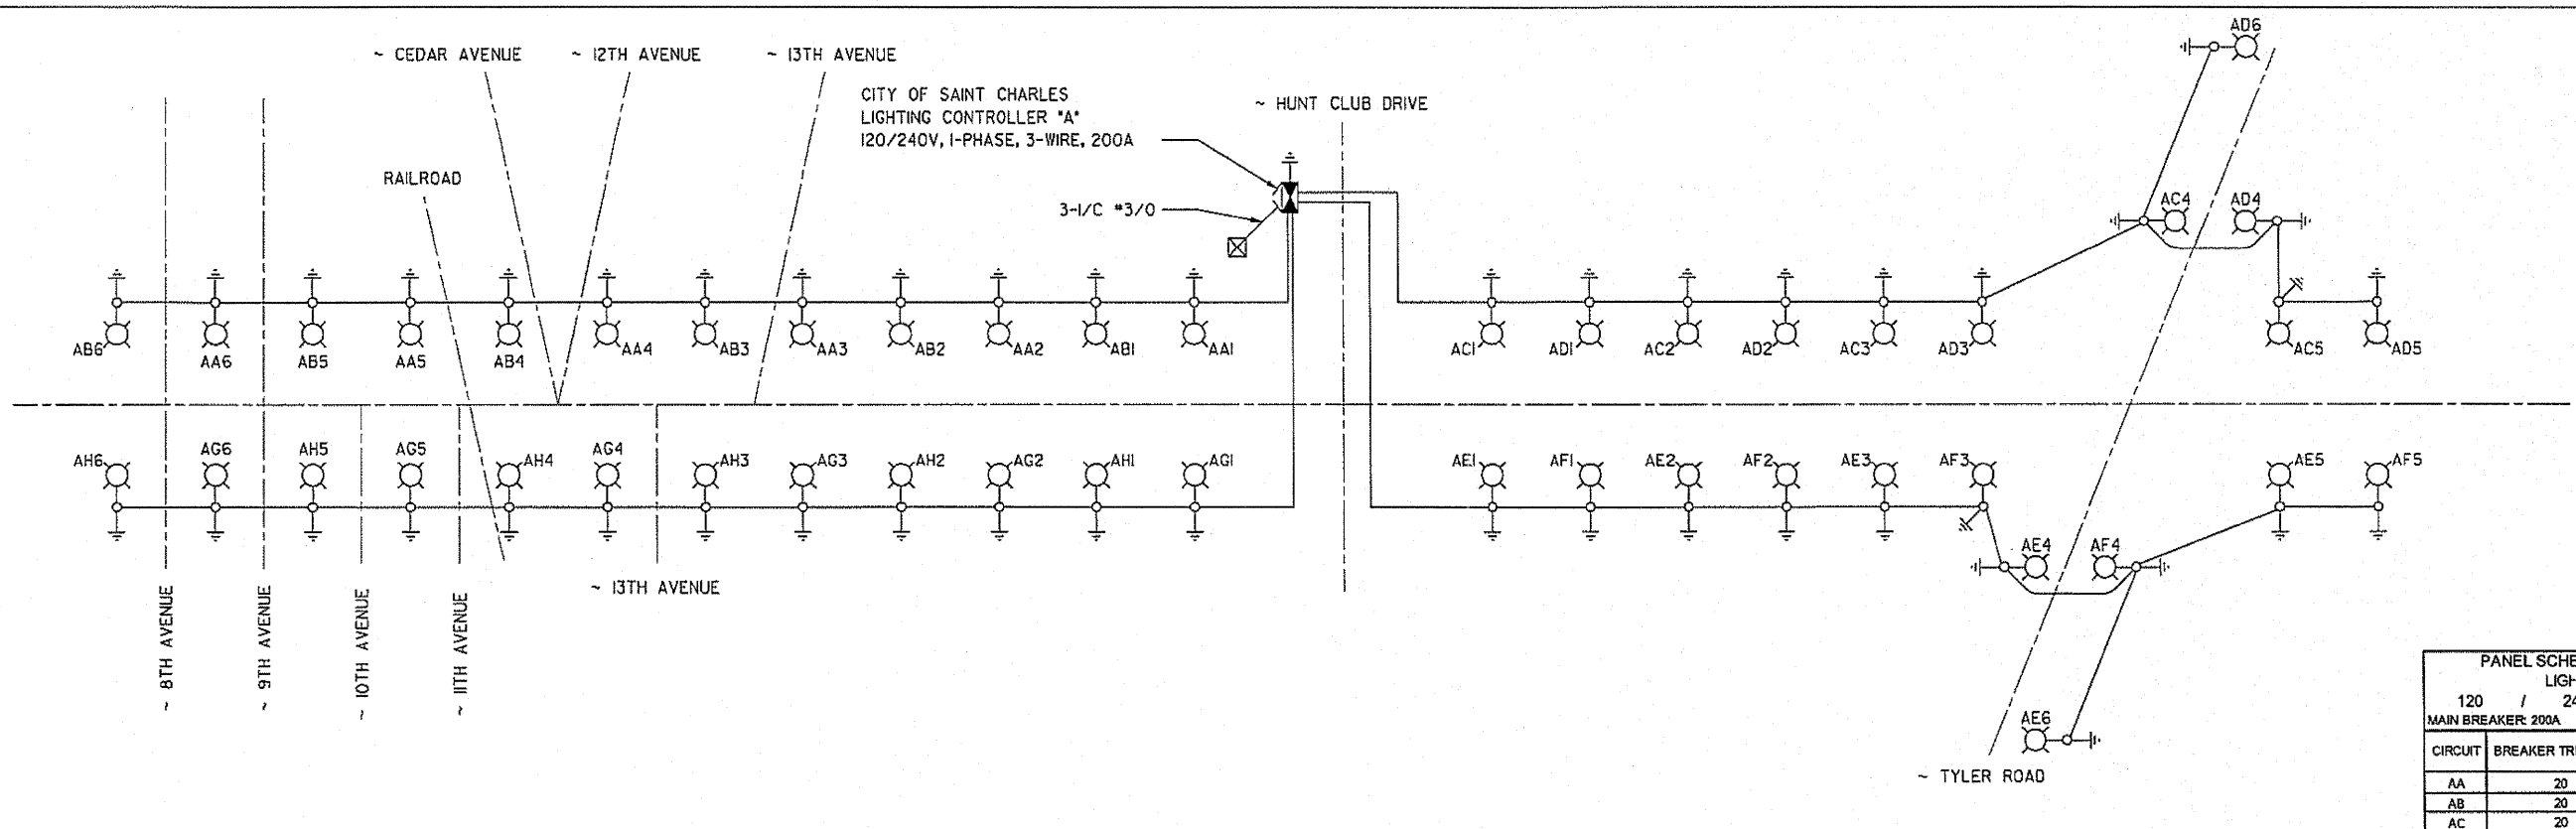 AD6
~ CEDAR AVENUE
~ 12TH AVENUE
~ 13TH AVENUE
CITY OF SAINT CHARLES
LIGHTING CONTROLLER "A"
120/240V, 1-PHASE, 3-WIRE, 200A
~ HUNT CLUB DRIVE
RAILROAD
3-1/C #3/0
AC4
AD4
AB6
AA6
AB5
AA5
AB4
AA4
AB3
AA3
AB2
AA2
AB1
AA1
AC1
AD1
AC2
AD2
AC3
AD3
AC5
AD5
AH6
AG6
AH5
AG5
AH4
AG4
AH3
AG3
AH2
AG2
AH1
AG1
AE1
AF1
AE2
AF2
AE3
AF3
AE5
AF5
AE4
AF4
~ 8TH AVENUE
~ 9TH AVENUE
~ 10TH AVENUE
~ 11TH AVENUE
~ 13TH AVENUE
AE6
~ TYLER ROAD
PANEL SCHE
LIGH
120 / 24
MAIN BREAKER: 200A
CIRCUIT BREAKER TR
AA 20
AB 20
AC 20